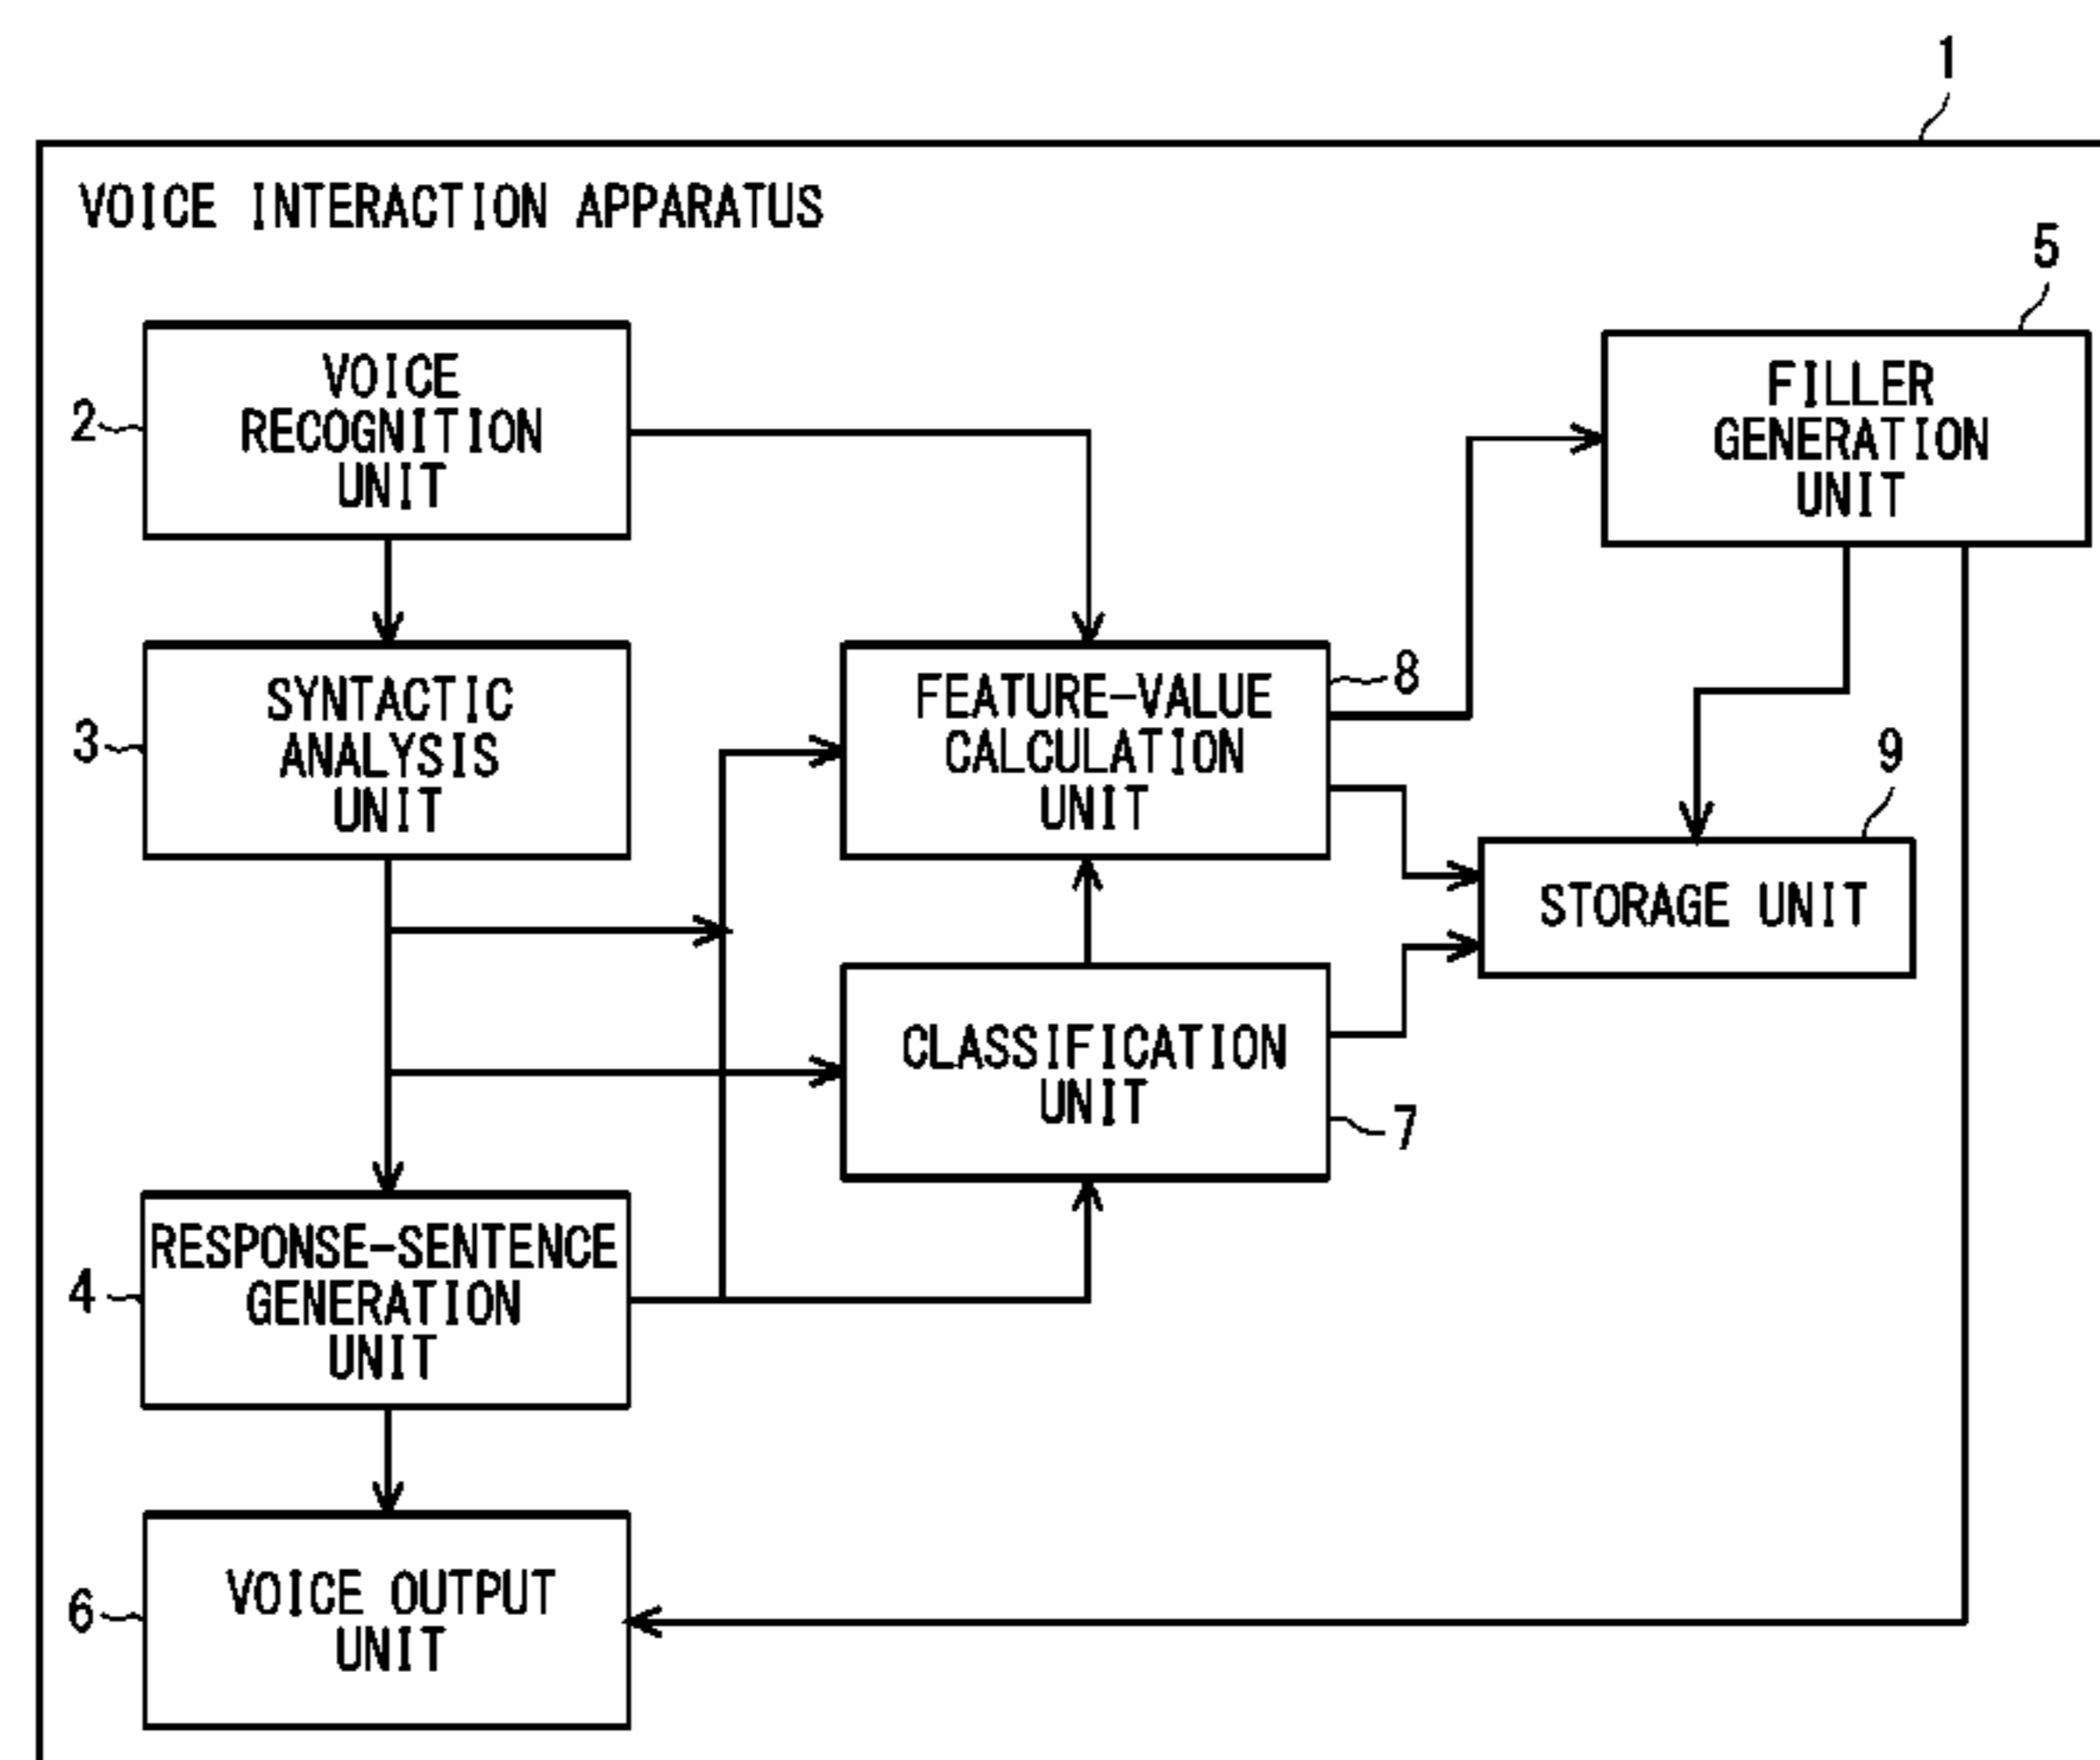 1
VOICE INTERACTION APPARATUS
5
VOICE
RECOGNITION
UNIT
2
FILLER
GENERATION
UNIT
SYNTACTIC
ANALYSIS
UNIT
3
FEATURE-VALUE
CALCULATION
UNIT
8
9
STORAGE UNIT
CLASSIFICATION
UNIT
7
RESPONSE-SENTENCE
GENERATION
UNIT
4
VOICE OUTPUT
UNIT
6